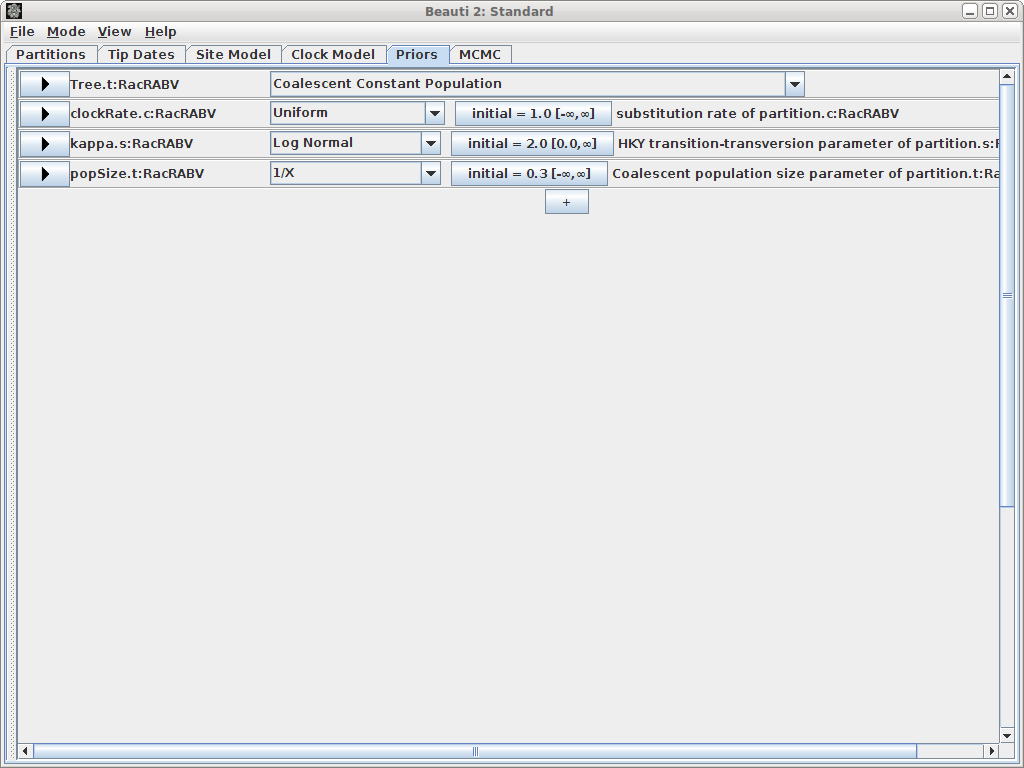 Beauti 2: Standard
File Mode View Help
Partitions Tip Dates Site Model Clock Model Priors MCMC
Tree.t:RacRABV Coalescent Constant Population
clockRate.c:RacRABV Uniform initial = 1.0 [-∞,∞] substitution rate of partition.c:RacRABV
kappa.s:RacRABV Log Normal initial = 2.0 [0.0,∞] HKY transition-transversion parameter of partition.s:R
popSize.t:RacRABV 1/X initial = 0.3 [-∞,∞] Coalescent population size parameter of partition.t:Ra
+